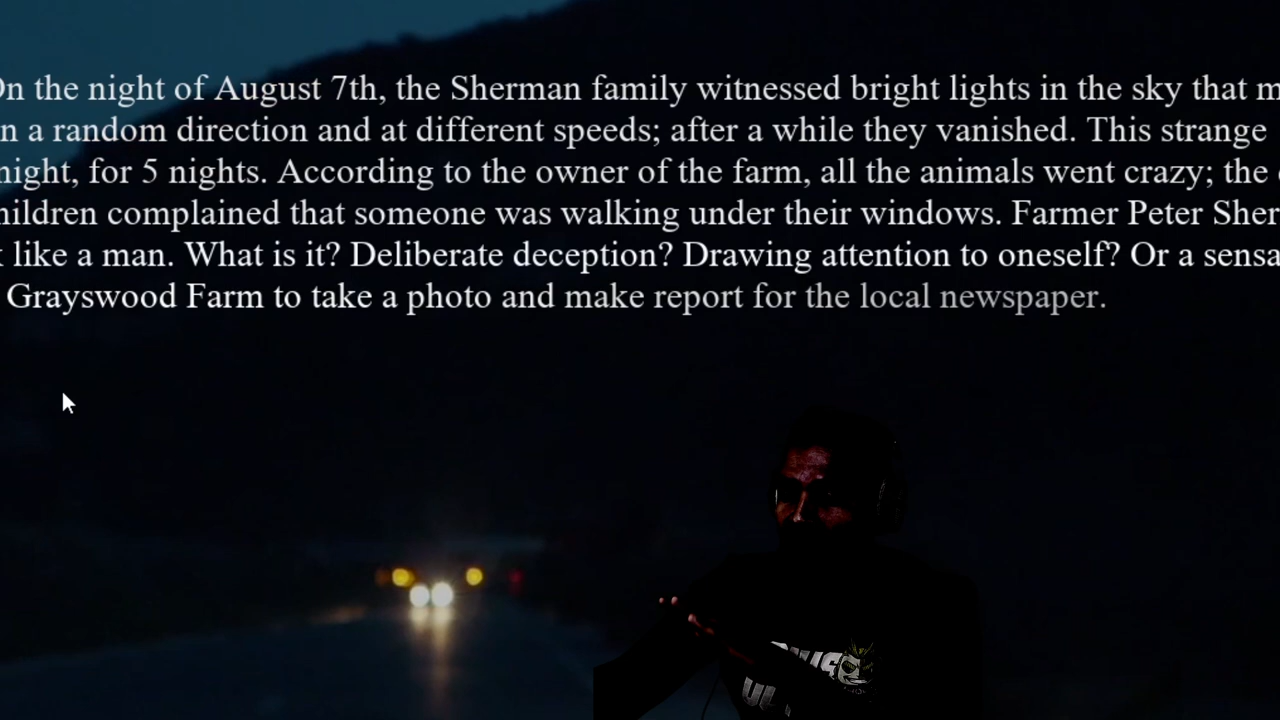 On the night of August 7th, the Sherman family witnessed bright lights in the sky that
in a random direction and at different speeds; after a while they vanished. This strange
night, for 5 nights. According to the owner of the farm, all the animals went crazy; the
children complained that someone was walking under their windows. Farmer Peter
like a man. What is it? Deliberate deception? Drawing attention to oneself? Or a
Grayswood Farm to take a photo and make report for the local newspaper.